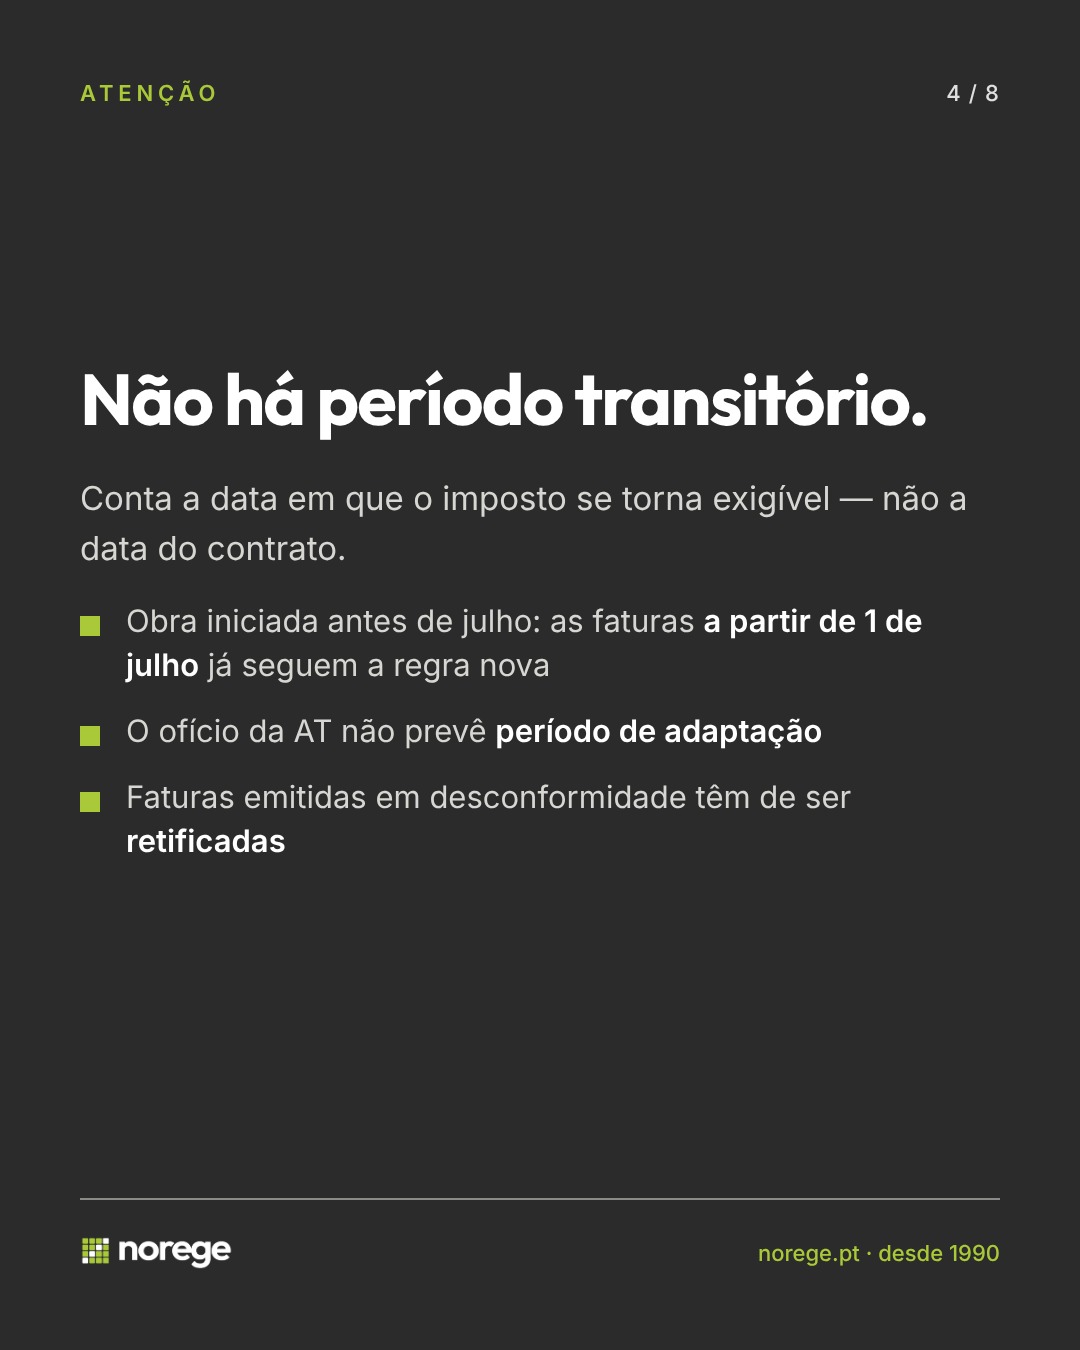 ATENÇÃO
4 / 8
Não há período transitório.
Conta a data em que o imposto se torna exigível — não a
data do contrato.
Obra iniciada antes de julho: as faturas a partir de 1 de
julho já seguem a regra nova
O ofício da AT não prevê período de adaptação
Faturas emitidas em desconformidade têm de ser
retificadas
norege
norege.pt · desde 1990